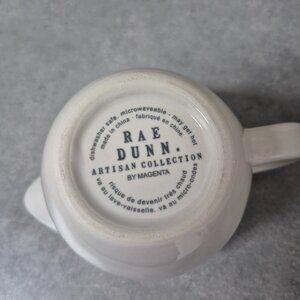 dishwasher safe. microwaveable - may get hot
made in china · fabriqué en chine
RAE
DUNN.
ARTISAN COLLECTION
BY MAGENTA
risque de devenir très chaud
va au lave-vaisselle. va au micro-ondes